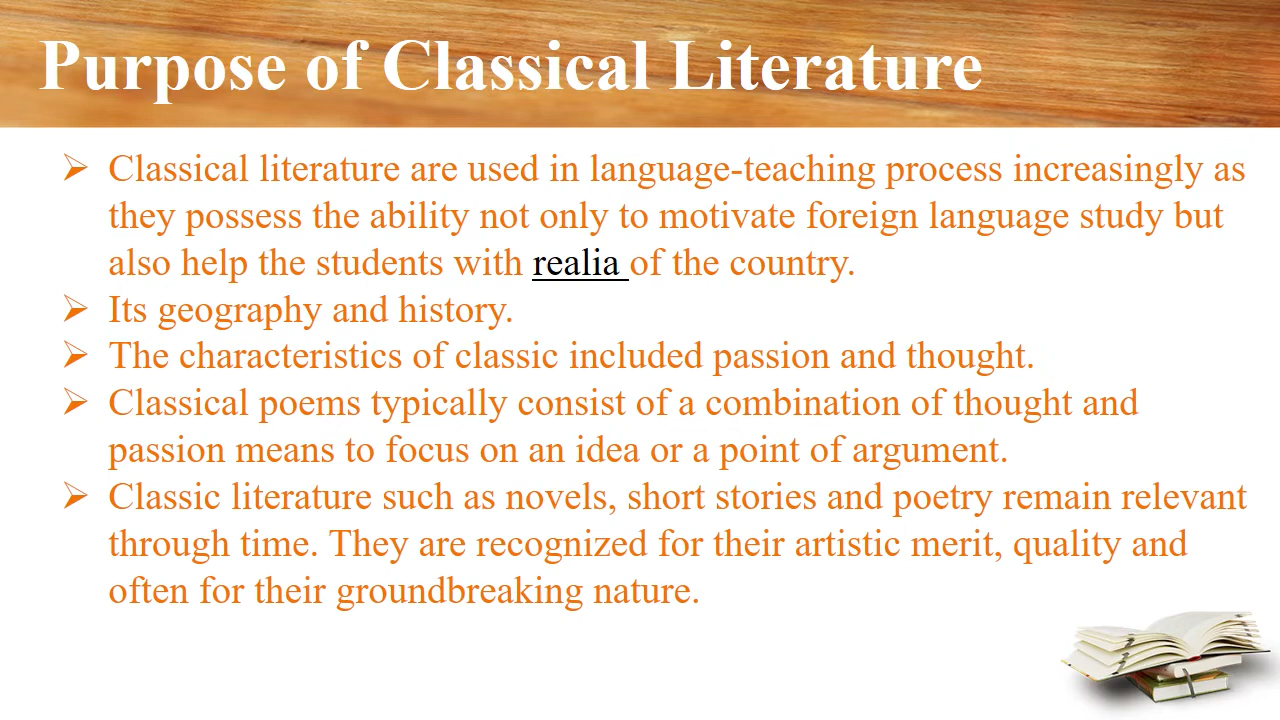 Purpose of Classical Literature
➢ Classical literature are used in language-teaching process increasingly as
they possess the ability not only to motivate foreign language study but
also help the students with realia of the country.
➢ Its geography and history.
➢ The characteristics of classic included passion and thought.
➢ Classical poems typically consist of a combination of thought and
passion means to focus on an idea or a point of argument.
➢ Classic literature such as novels, short stories and poetry remain relevant
through time. They are recognized for their artistic merit, quality and
often for their groundbreaking nature.